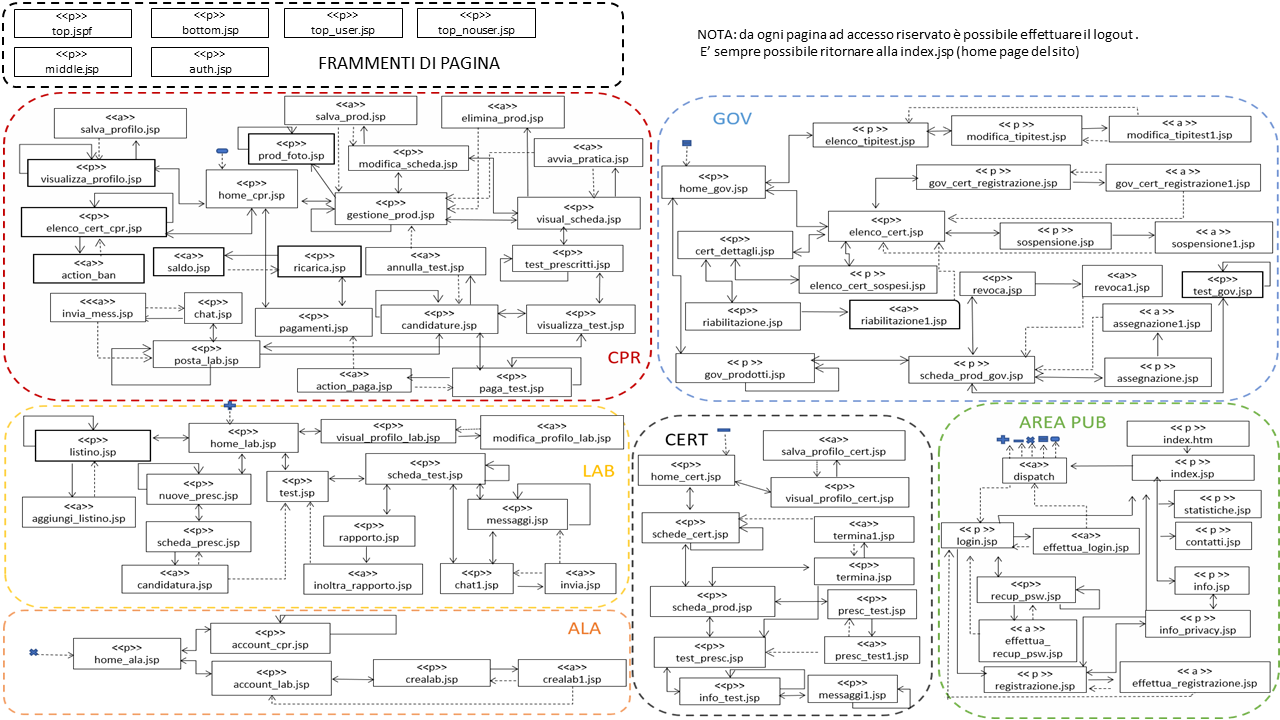 <<p>>
top.jspf
<<p>>
bottom.jsp
<<p>>
top_user.jsp
<<p>>
top_nouser.jsp
<<p>>
middle.jsp
<<p>>
auth.jsp
FRAMMENTI DI PAGINA
NOTA: da ogni pagina ad accesso riservato è possibile effettuare il logout .
E’ sempre possibile ritornare alla index.jsp (home page del sito)
<<a>>
salva_profilo.jsp
<<a>>
salva_prod.jsp
<<a>>
elimina_prod.jsp
<<p>>
prod_foto.jsp
<<p>>
modifica_scheda.jsp
<<a>>
avvia_pratica.jsp
<<p>>
visualizza_profilo.jsp
<<p>>
home_cpr.jsp
<<p>>
gestione_prod.jsp
<<p>>
visual_scheda.jsp
<<p>>
elenco_cert_cpr.jsp
<<a>>
action_ban
<<p>>
saldo.jsp
<<p>>
ricarica.jsp
<<a>>
annulla_test.jsp
<<p>>
test_prescritti.jsp
<<<a>>
invia_mess.jsp
<<p>>
chat.jsp
<<p>>
pagamenti.jsp
<<p>>
candidature.jsp
<<p>>
visualizza_test.jsp
<<p>>
posta_lab.jsp
<<a>>
action_paga.jsp
<<p>>
paga_test.jsp
CPR
GOV
<<p >>
elenco_tipitest.jsp
<<p >>
modifica_tipitest.jsp
<< a >>
modifica_tipitest1.jsp
<<p>>
home_gov.jsp
<< p >>
gov_cert_registrazione.jsp
<< a >>
gov_cert_registrazione1.jsp
<<p>>
elenco_cert.jsp
<< p >>
sospensione.jsp
<< a >>
sospensione1.jsp
<<p>>
cert_dettagli.jsp
<<p >>
elenco_cert_sospesi.jsp
<<p>>
revoca.jsp
<<a>>
revoca1.jsp
<<p>>
test_gov.jsp
<<p>>
riabilitazione.jsp
<<a>>
riabilitazione1.jsp
<< a >>
assegnazione1.jsp
<< p >>
gov_prodotti.jsp
<< p >>
scheda_prod_gov.jsp
<< p >>
assegnazione.jsp
<<p>>
listino.jsp
<<p>>
home_lab.jsp
<<p>>
visual_profilo_lab.jsp
<<a>>
modifica_profilo_lab.jsp
LAB
<<p>>
nuove_presc.jsp
<<p>>
test.jsp
<<p>>
scheda_test.jsp
<<a>>
aggiungi_listino.jsp
<<p>>
messaggi.jsp
<<p>>
scheda_presc.jsp
<<p>>
rapporto.jsp
<<a>>
candidatura.jsp
<<a>>
inoltra_rapporto.jsp
<<p>>
chat1.jsp
<<a>>
invia.jsp
ALA
<<p>>
account_cpr.jsp
<<p>>
home_ala.jsp
<<p>>
account_lab.jsp
<<p>>
crealab.jsp
<<a>>
crealab1.jsp
CERT
<<a>>
salva_profilo_cert.jsp
<<p>>
home_cert.jsp
<<p>>
visual_profilo_cert.jsp
<<p>>
schede_cert.jsp
<<a>>
termina1.jsp
<<p>>
termina.jsp
<<p>>
scheda_prod.jsp
<<p>>
presc_test.jsp
<<p>>
test_presc.jsp
<<a>>
presc_test1.jsp
<<p>>
info_test.jsp
<<p>>
messaggi1.jsp
AREA PUB
<<p >>
index.htm
<<a>>
dispatch
<< p >>
index.jsp
<< p >>
statistiche.jsp
<< p >>
login.jsp
<<a>>
effettua_login.jsp
<< p >>
contatti.jsp
<<p>>
recup_psw.jsp
<< p >>
info.jsp
<< a >>
effettua_
recup_psw.jsp
<< p >>
info_privacy.jsp
<< p >>
registrazione.jsp
<< a >>
effettua_registrazione.jsp